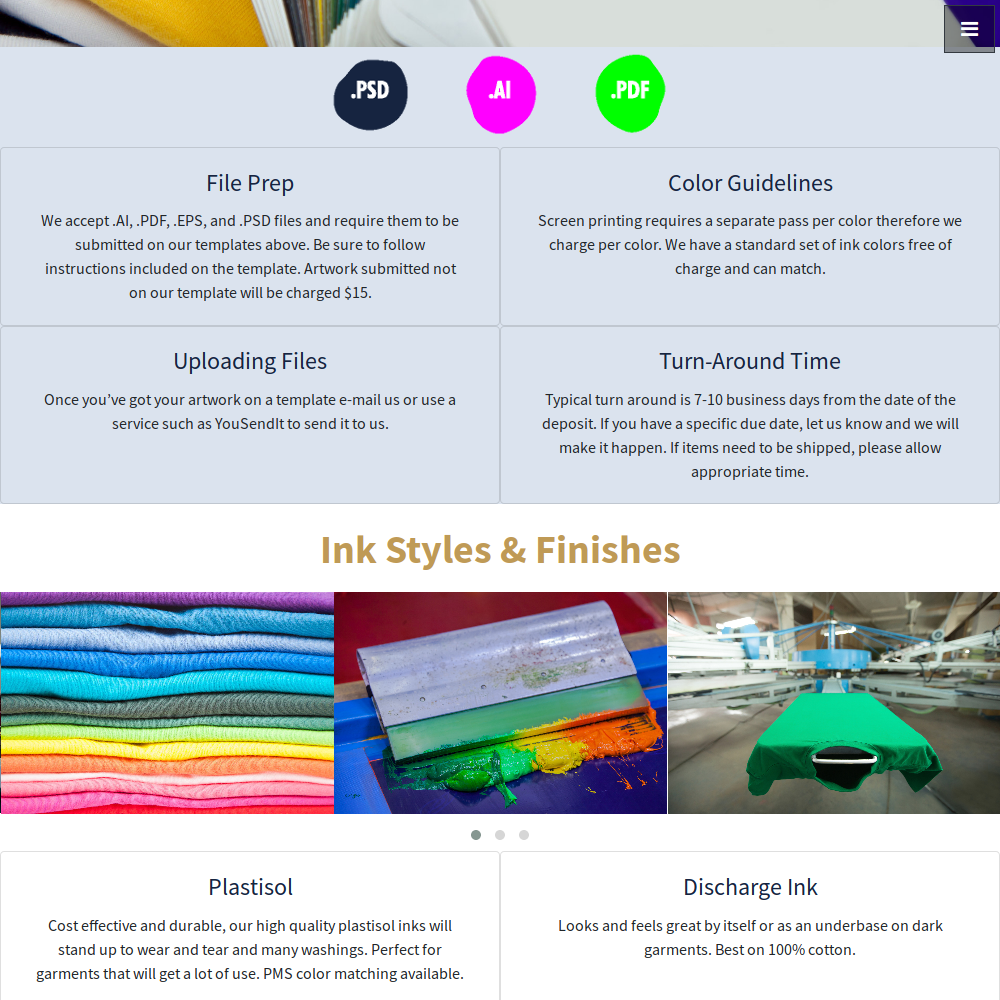 .PSD
.AI
.PDF
File Prep
We accept .AI, .PDF, .EPS, and .PSD files and require them to be
submitted on our templates above. Be sure to follow
instructions included on the template. Artwork submitted not
on our template will be charged $15.
Color Guidelines
Screen printing requires a separate pass per color therefore we
charge per color. We have a standard set of ink colors free of
charge and can match.
Uploading Files
Once you’ve got your artwork on a template e-mail us or use a
service such as YouSendIt to send it to us.
Turn-Around Time
Typical turn around is 7-10 business days from the date of the
deposit. If you have a specific due date, let us know and we will
make it happen. If items need to be shipped, please allow
appropriate time.
Ink Styles & Finishes
Plastisol
Cost effective and durable, our high quality plastisol inks will
stand up to wear and tear and many washings. Perfect for
garments that will get a lot of use. PMS color matching available.
Discharge Ink
Looks and feels great by itself or as an underbase on dark
garments. Best on 100% cotton.